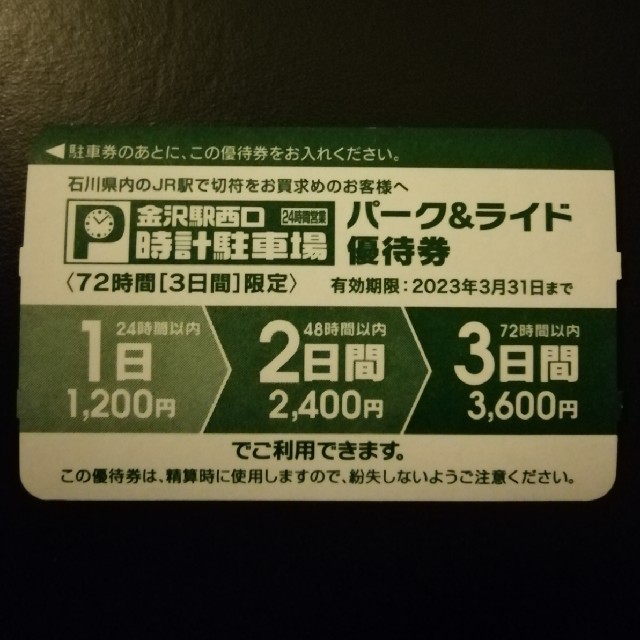 ◀駐車券のあとに、この優待券をお入れください。
石川県内のJR駅で切符をお買求めのお客様へ
P 金沢駅西口 24時間営業
時計駐車場
パーク&ライド
優待券
〈72時間[3日間]限定〉 有効期限:2023年3月31日まで
24時間以内
1日
1,200円
48時間以内
2日間
2,400円
72時間以内
3日間
3,600円
でご利用できます。
この優待券は、精算時に使用しますので、紛失しないようご注意ください。